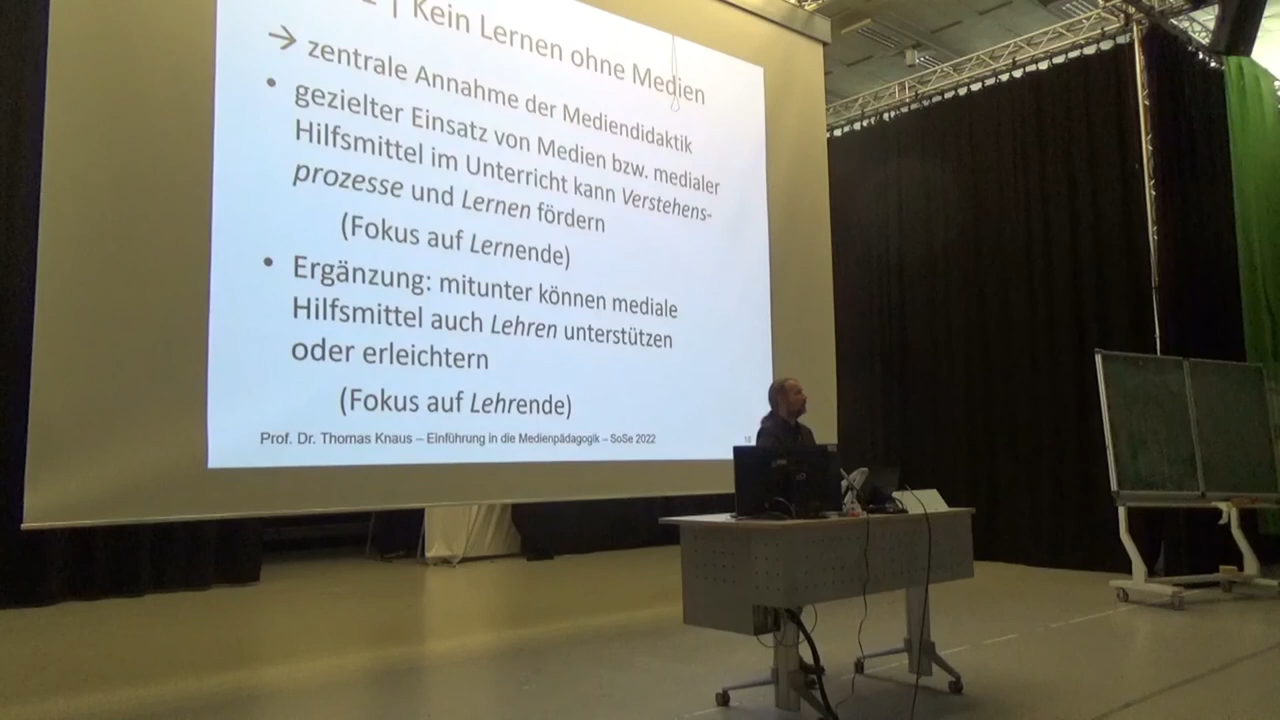 | Kein Lernen ohne Medien
→ zentrale Annahme der Mediendidaktik
• gezielter Einsatz von Medien bzw. medialer
Hilfsmittel im Unterricht kann Verstehens-
prozesse und Lernen fördern
(Fokus auf Lernende)
• Ergänzung: mitunter können mediale
Hilfsmittel auch Lehren unterstützen
oder erleichtern
(Fokus auf Lehrende)
Prof. Dr. Thomas Knaus – Einführung in die Medienpädagogik – SoSe 2022